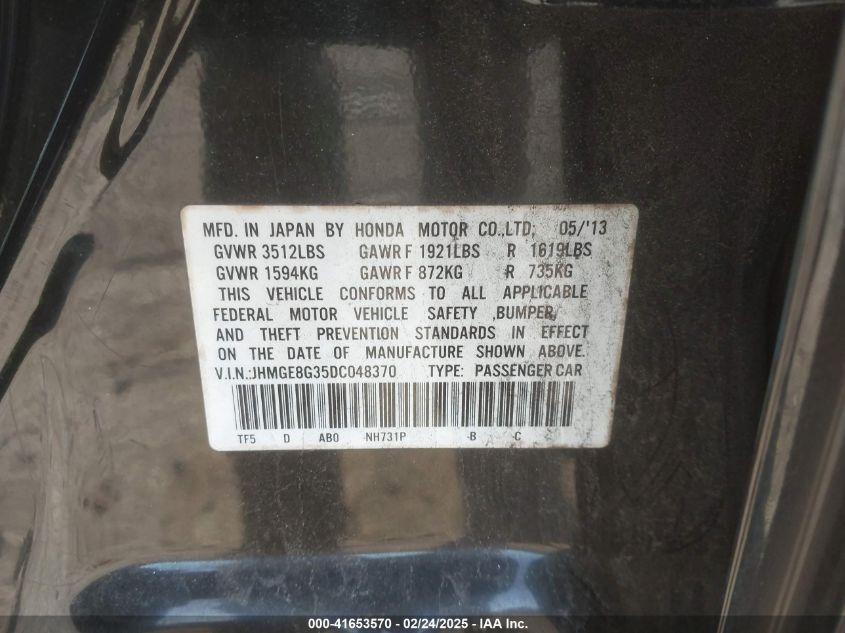 MFD. IN JAPAN BY HONDA MOTOR CO.,LTD; 05/'13
GVWR 3512LBS GAWR F 1921LBS R 1619LBS
GVWR 1594KG GAWR F 872KG R 735KG
THIS VEHICLE CONFORMS TO ALL APPLICABLE
FEDERAL MOTOR VEHICLE SAFETY ,BUMPER,
AND THEFT PREVENTION STANDARDS IN EFFECT
ON THE DATE OF MANUFACTURE SHOWN ABOVE.
V.I.N.:JHMGE8G35DC048370 TYPE: PASSENGER CAR
TF5 D AB0 NH731P -B -C
000-41653570 - 02/24/2025 - IAA Inc.